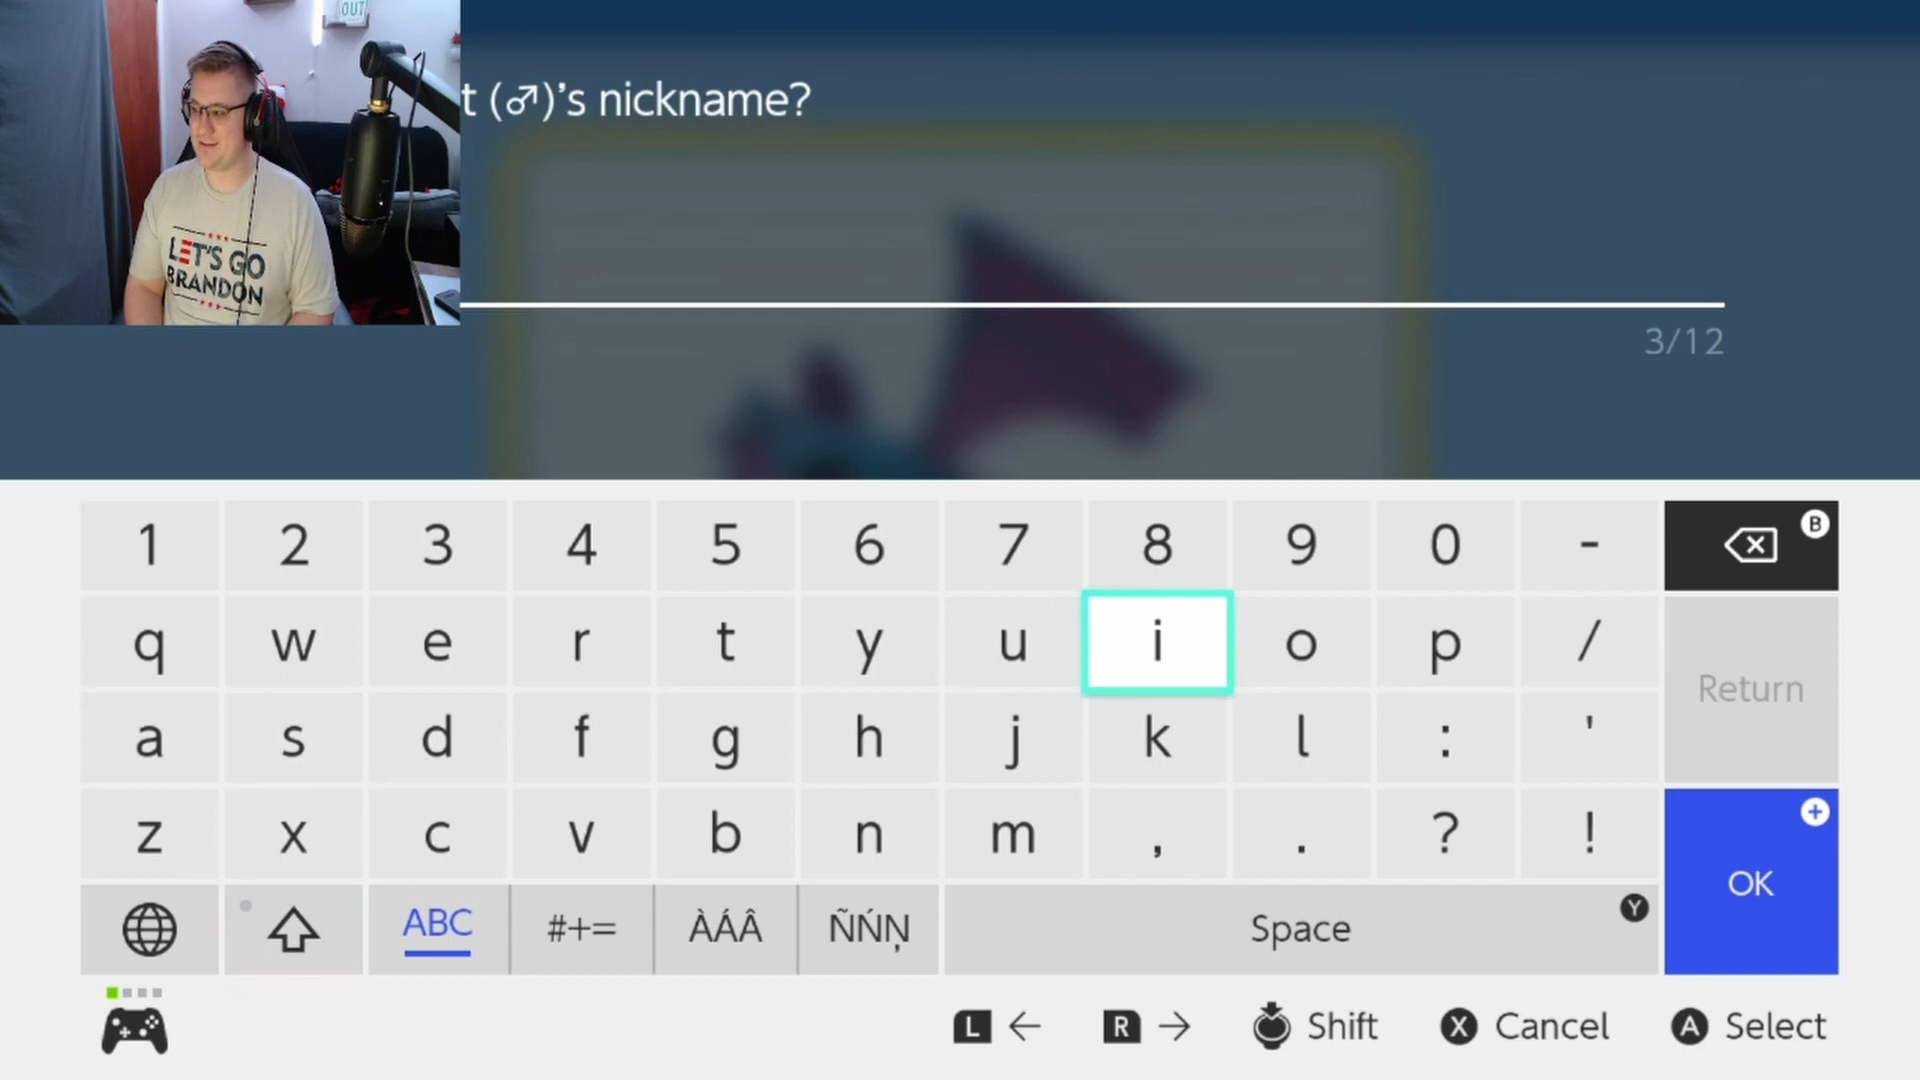 OUT
t (♂)’s nickname?
LET'S GO
BRANDON
3/12
1 2 3 4 5 6 7 8 9 0 - B
q w e r t y u i o p /
Return
a s d f g h j k l : '
z x c v b n m , . ? ! +
OK
ABC #+= ÀÁÂ ÑŃŅ Space Y
L ← R → Shift X Cancel A Select